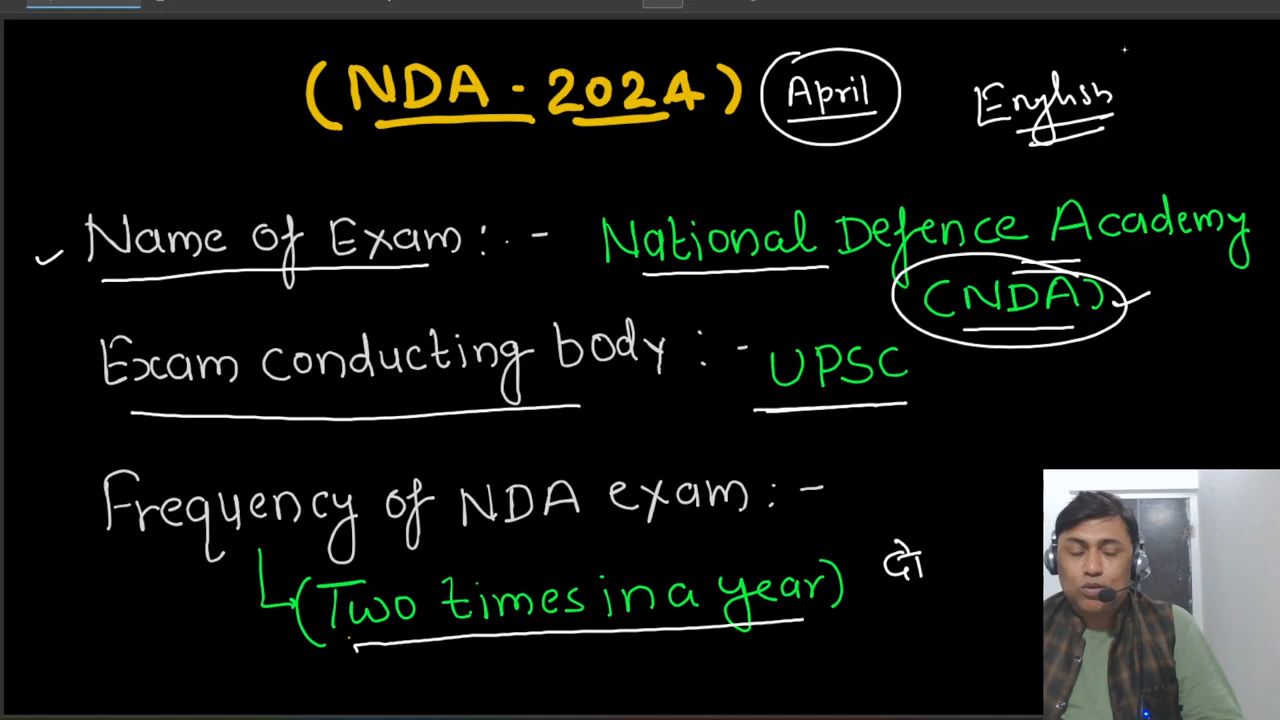 (NDA - 2024) April English
Name of Exam : - National Defence Academy
(NDA)
Exam conducting body : - UPSC
Frequency of NDA exam : -
(Two times in a year) दो